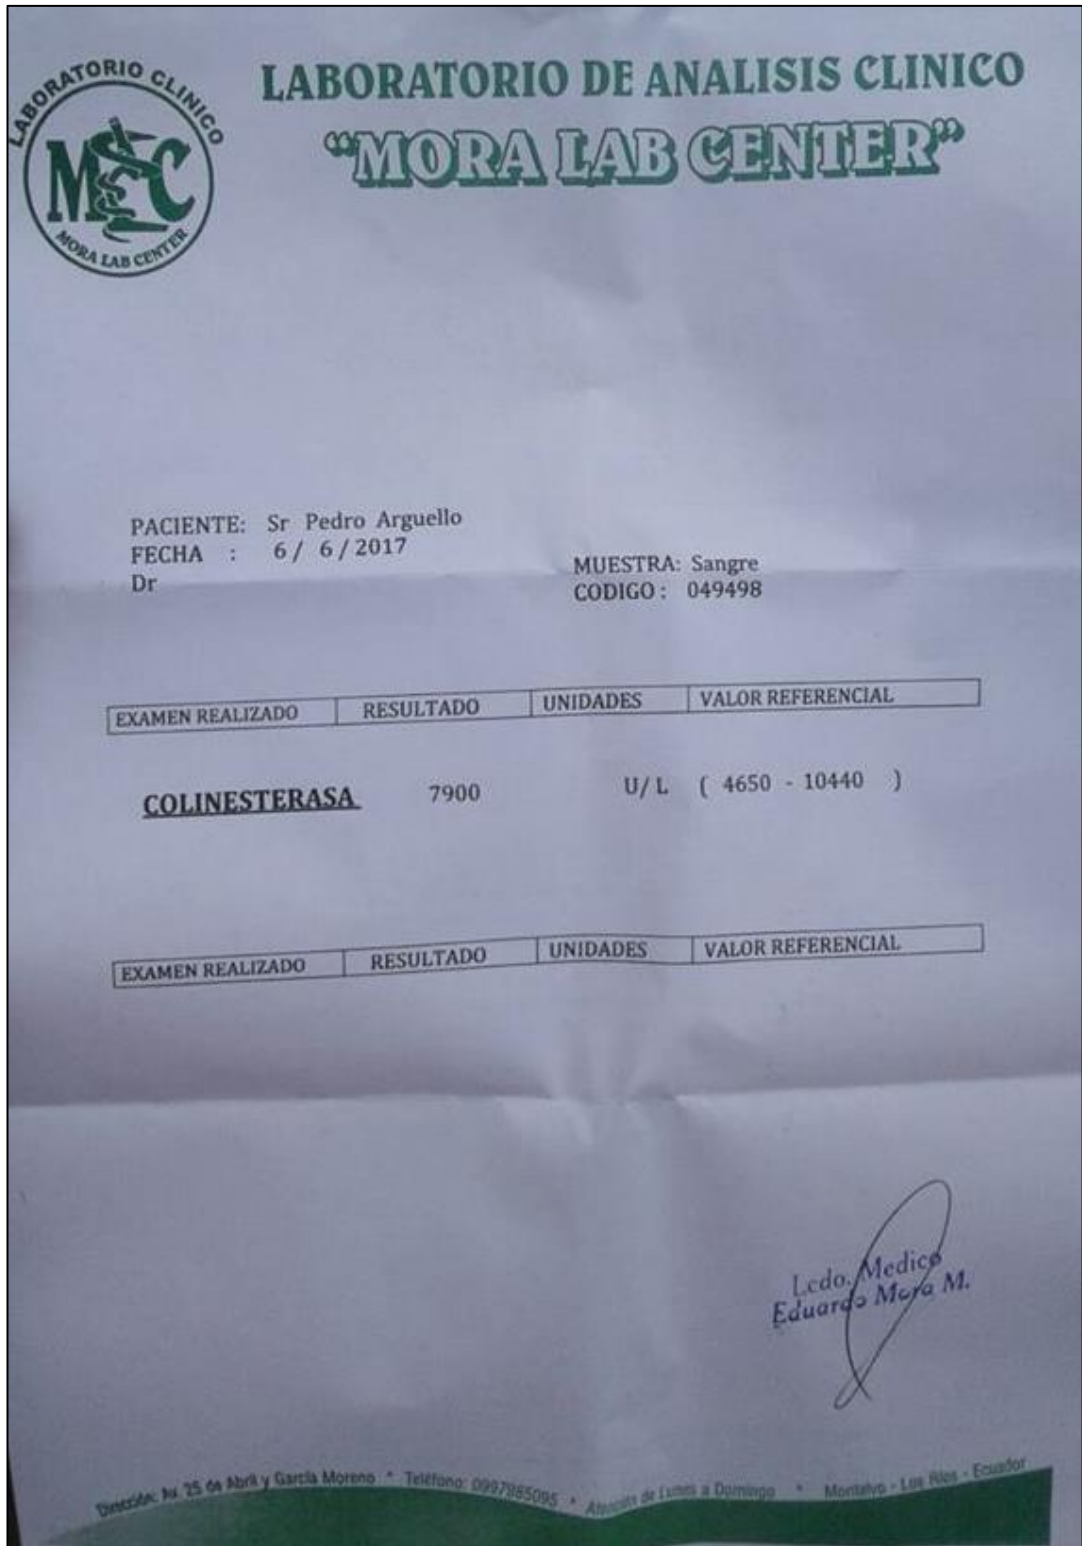 LABORATORIO CLINICO
MLC
MORA LAB CENTER
LABORATORIO DE ANALISIS CLINICO
“MORA LAB CENTER”
PACIENTE: Sr Pedro Arguello
FECHA : 6 / 6 / 2017
Dr
MUESTRA: Sangre
CODIGO : 049498
EXAMEN REALIZADO RESULTADO UNIDADES VALOR REFERENCIAL
COLINESTERASA 7900 U/ L ( 4650 - 10440 )
EXAMEN REALIZADO RESULTADO UNIDADES VALOR REFERENCIAL
Lcdo. Medico
Eduardo Mora M.
Dirección: Av. 25 de Abril y García Moreno * Teléfono: 0997985095 * Atención de Lunes a Domingo * Montalvo - Los Ríos - Ecuador